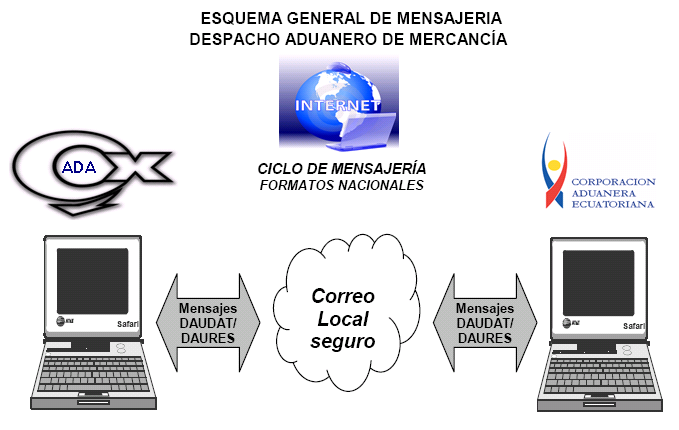 ESQUEMA GENERAL DE MENSAJERIA
DESPACHO ADUANERO DE MERCANCÍA
INTERNET
CICLO DE MENSAJERÍA
FORMATOS NACIONALES
ADA
CORPORACION
ADUANERA
ECUATORIANA
Safari
Mensajes
DAUDAT/
DAURES
Correo
Local
seguro
Mensajes
DAUDAT/
DAURES
Safari